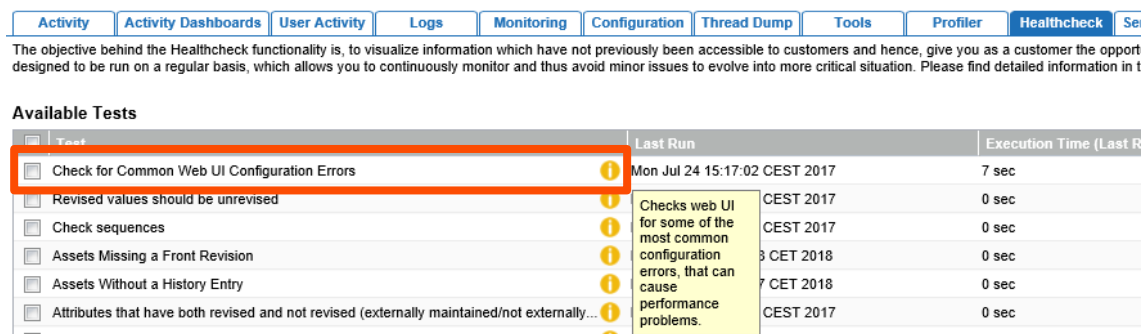 Activity Activity Dashboards User Activity Logs Monitoring Configuration Thread Dump Tools Profiler Healthcheck
The objective behind the Healthcheck functionality is, to visualize information which have not previously been accessible to customers and hence, give you as a customer the
designed to be run on a regular basis, which allows you to continuously monitor and thus avoid minor issues to evolve into more critical situation. Please find detailed information in
Available Tests
Test Last Run Execution Time (Last
Check for Common Web UI Configuration Errors Mon Jul 24 15:17:02 CEST 2017 7 sec
Revised values should be unrevised CEST 2017 0 sec
Check sequences CEST 2017 0 sec
Assets Missing a Front Revision CET 2018 0 sec
Assets Without a History Entry CET 2018 0 sec
Attributes that have both revised and not revised (externally maintained/not externally... CEST 2017 0 sec
Checks web UI
for some of the
most common
configuration
errors, that can
cause
performance
problems.